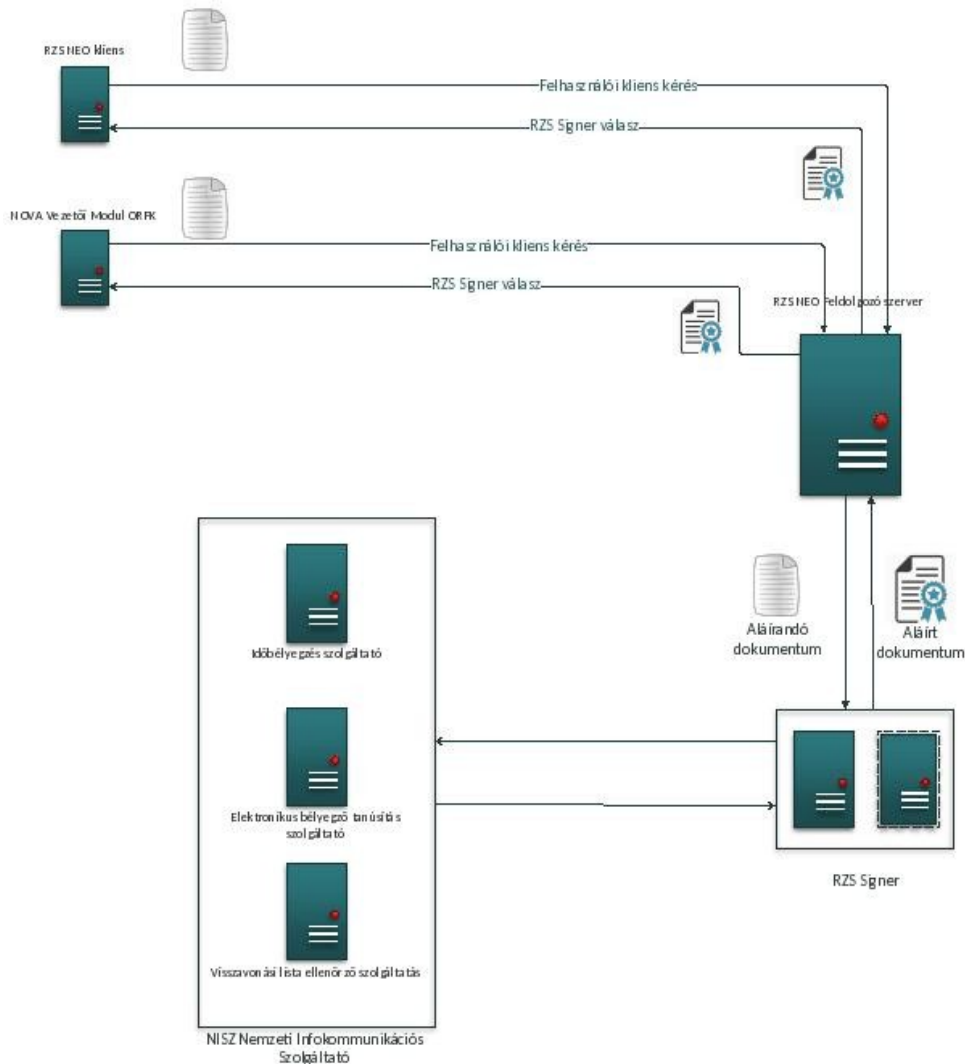 RZS NEO kliens
Felhasználói kliens kérés
RZS Signer válasz
NOVA Vezetői Modul ORFK
Felhasználói kliens kérés
RZS Signer válasz
RZS NEO Feldolgozó szerver
Aláírandó
dokumentum
Aláírt
dokumentum
Időbélyegzés szolgáltató
Elektronikus bélyegző tanúsítás
szolgáltató
Visszavonási lista ellenőrző szolgáltatás
RZS Signer
NISZ Nemzeti Infokommunikációs
Szolgáltató